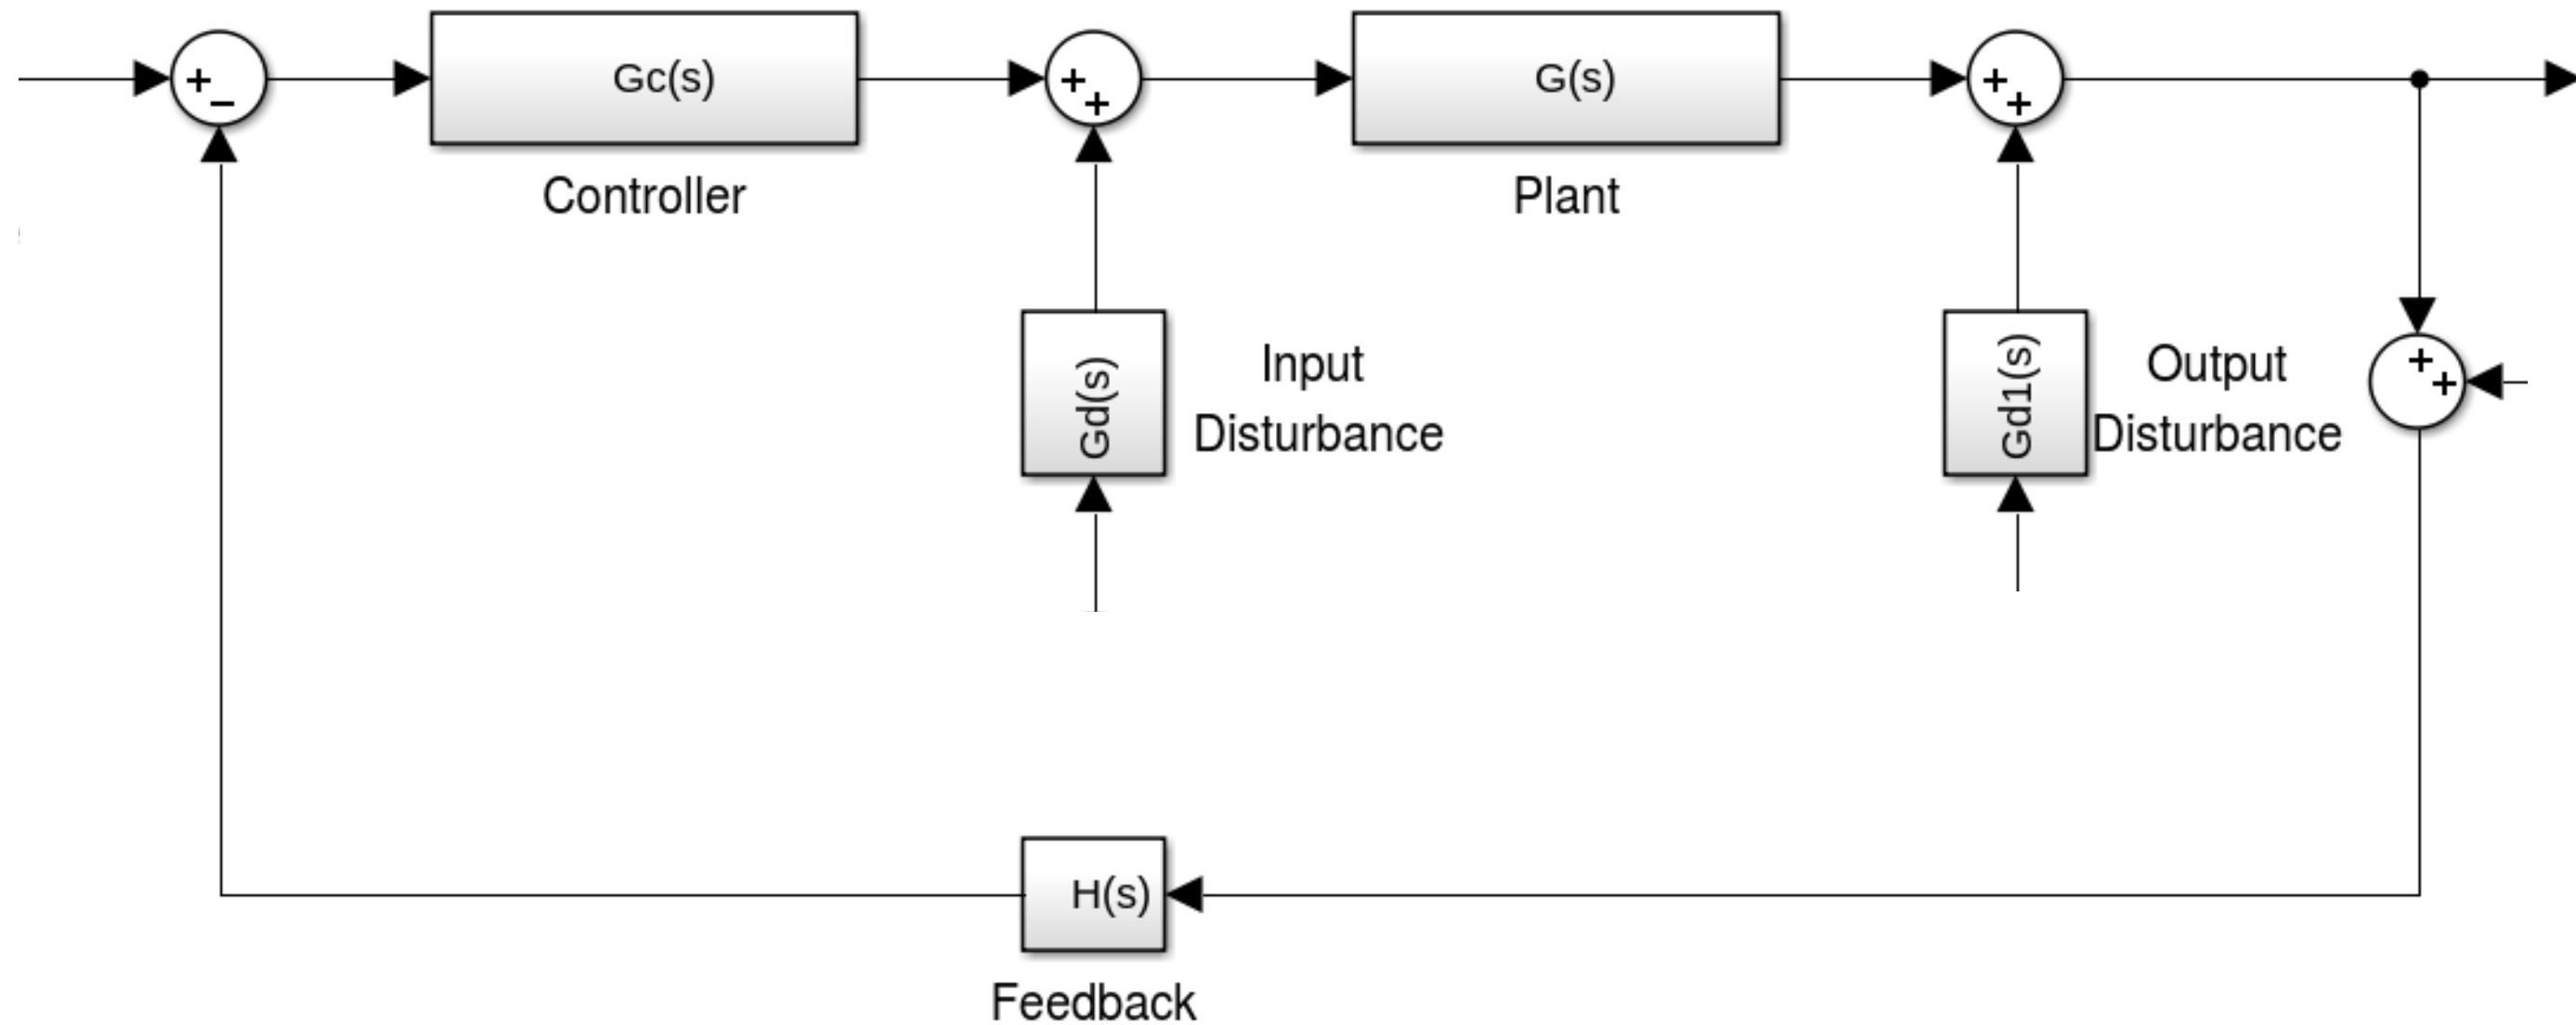 +
−
Gc(s)
+
+
G(s)
+
+
Controller
Plant
Gd(s)
Input
Disturbance
Gd1(s)
Output
Disturbance
+
+
H(s)
Feedback